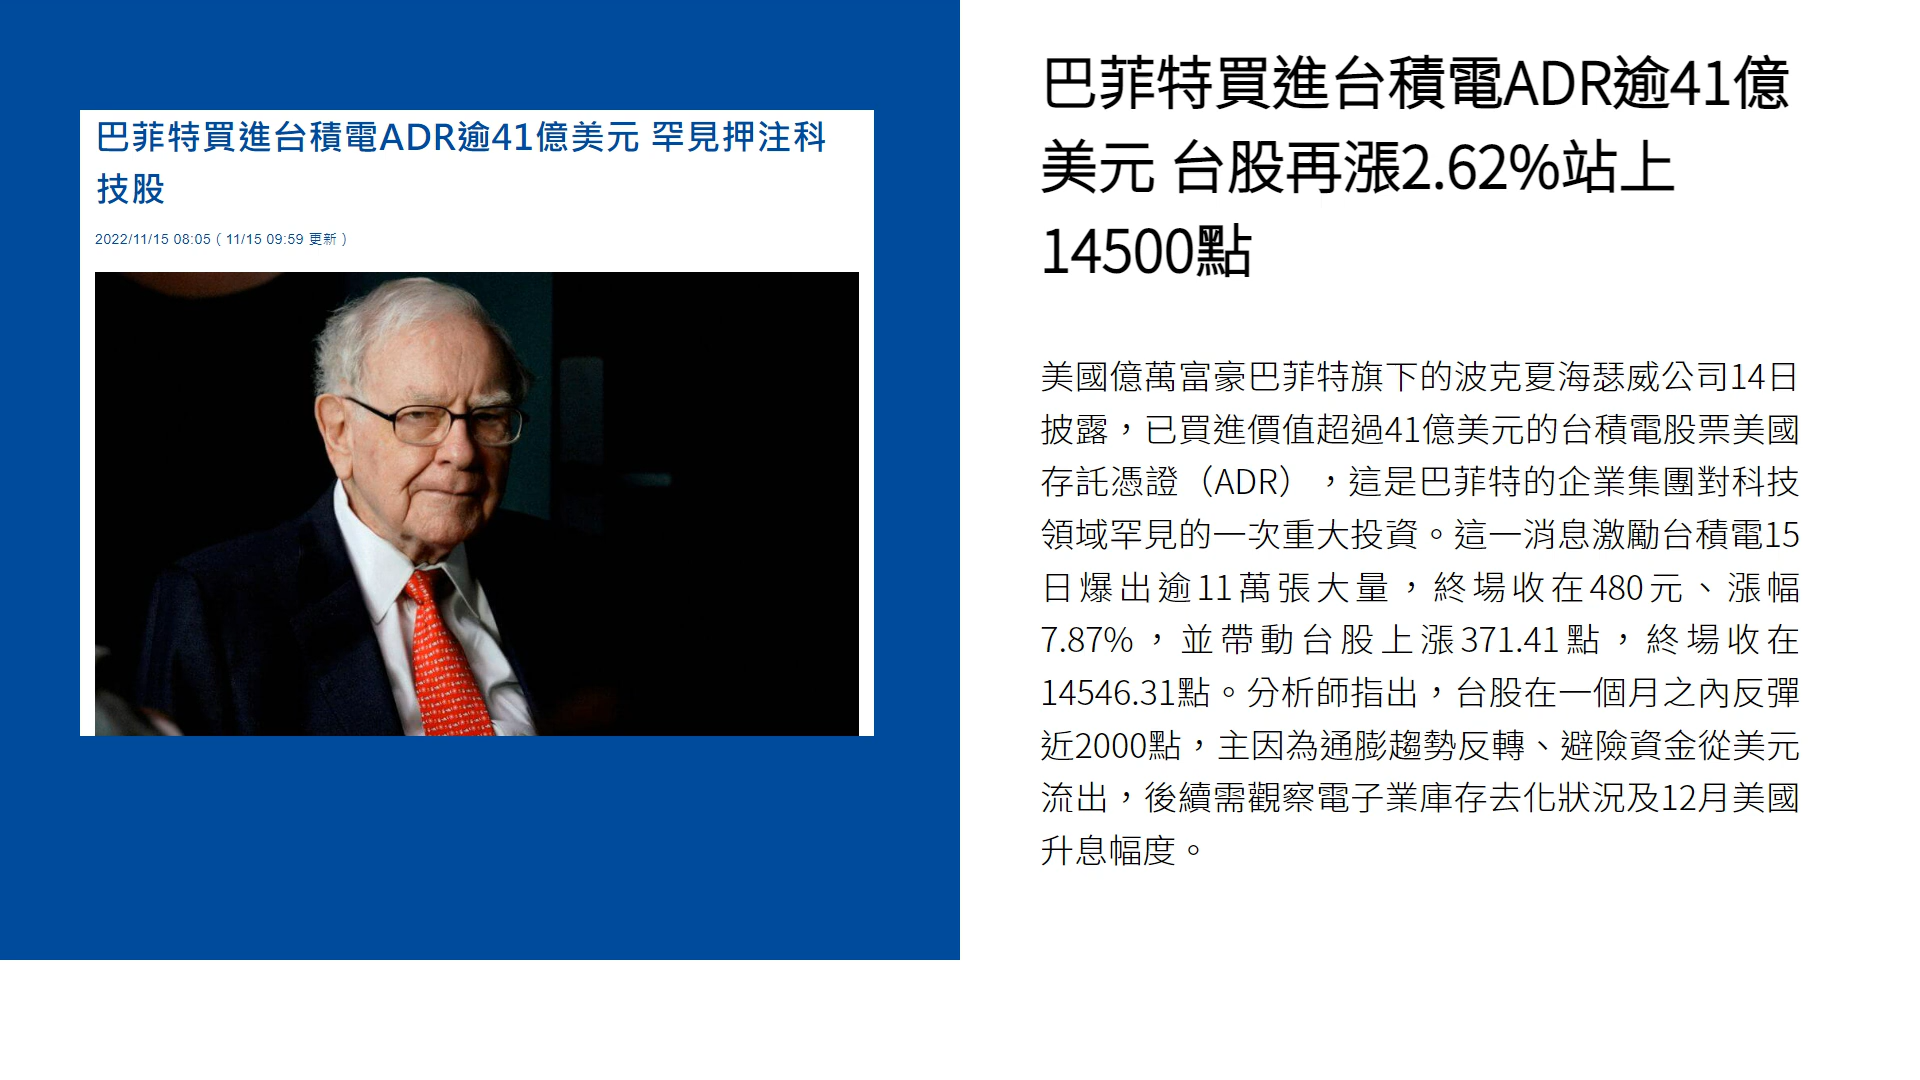 巴菲特買進台積電ADR逾41億美元 罕見押注科
技股
2022/11/15 08:05（11/15 09:59 更新）
巴菲特買進台積電ADR逾41億
美元 台股再漲2.62%站上
14500點
美國億萬富豪巴菲特旗下的波克夏海瑟威公司14日
披露，已買進價值超過41億美元的台積電股票美國
存託憑證（ADR），這是巴菲特的企業集團對科技
領域罕見的一次重大投資。這一消息激勵台積電15
日爆出逾11萬張大量，終場收在480元、漲幅
7.87%，並帶動台股上漲371.41點，終場收在
14546.31點。分析師指出，台股在一個月之內反彈
近2000點，主因為通膨趨勢反轉、避險資金從美元
流出，後續需觀察電子業庫存去化狀況及12月美國
升息幅度。